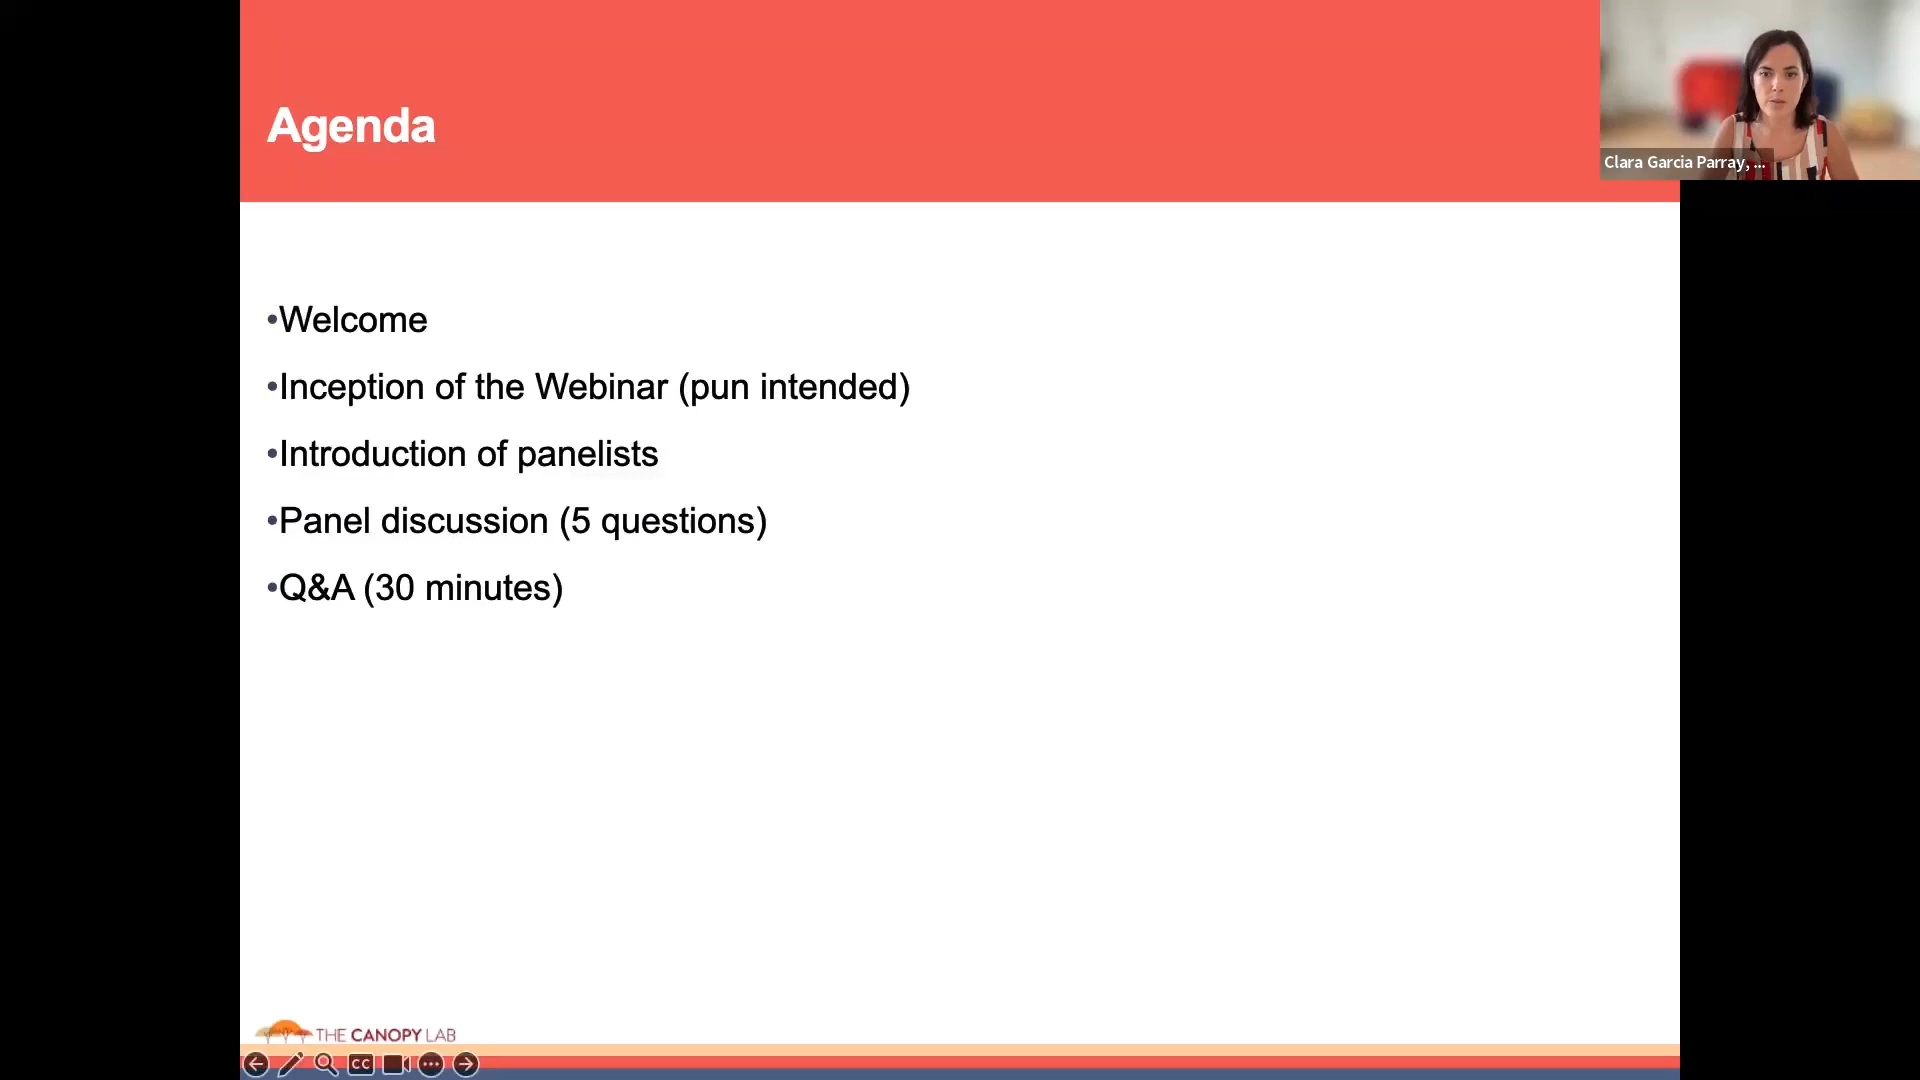 Agenda
Clara Garcia Parray, ...
•Welcome
•Inception of the Webinar (pun intended)
•Introduction of panelists
•Panel discussion (5 questions)
•Q&A (30 minutes)
THE CANOPY LAB
CC